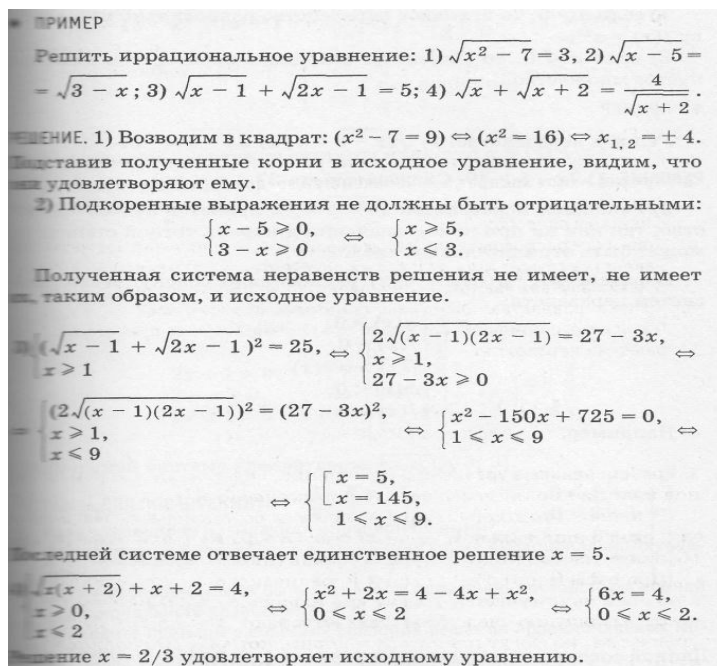 ПРИМЕР
Решить иррациональное уравнение: 1) √(x² − 7) = 3, 2) √(x − 5) =
= √(3 − x); 3) √(x − 1) + √(2x − 1) = 5; 4) √x + √(x + 2) = 4/√(x + 2).
РЕШЕНИЕ. 1) Возводим в квадрат: (x² − 7 = 9) ⇔ (x² = 16) ⇔ x₁,₂ = ± 4.
Подставив полученные корни в исходное уравнение, видим, что
они удовлетворяют ему.
2) Подкоренные выражения не должны быть отрицательными:
{x − 5 ≥ 0, ⇔ {x ≥ 5,
{3 − x ≥ 0 {x ≤ 3.
Полученная система неравенств решений не имеет, не имеет
таким образом, и исходное уравнение.
3) {(√(x − 1) + √(2x − 1))² = 25, ⇔ {2√((x − 1)(2x − 1)) = 27 − 3x, ⇔
{x ≥ 1 {x ≥ 1,
{27 − 3x ≥ 0
⇔ {(2√((x − 1)(2x − 1)))² = (27 − 3x)², ⇔ {x² − 150x + 725 = 0, ⇔
{x ≥ 1, {1 ≤ x ≤ 9
{x ≤ 9
⇔ {[x = 5,
[x = 145,
1 ≤ x ≤ 9.
Последней системе отвечает единственное решение x = 5.
4) {√(x(x + 2)) + x + 2 = 4, ⇔ {x² + 2x = 4 − 4x + x², ⇔ {6x = 4,
{x ≥ 0, {0 ≤ x ≤ 2 {0 ≤ x ≤ 2.
{x ≤ 2
Решение x = 2/3 удовлетворяет исходному уравнению.